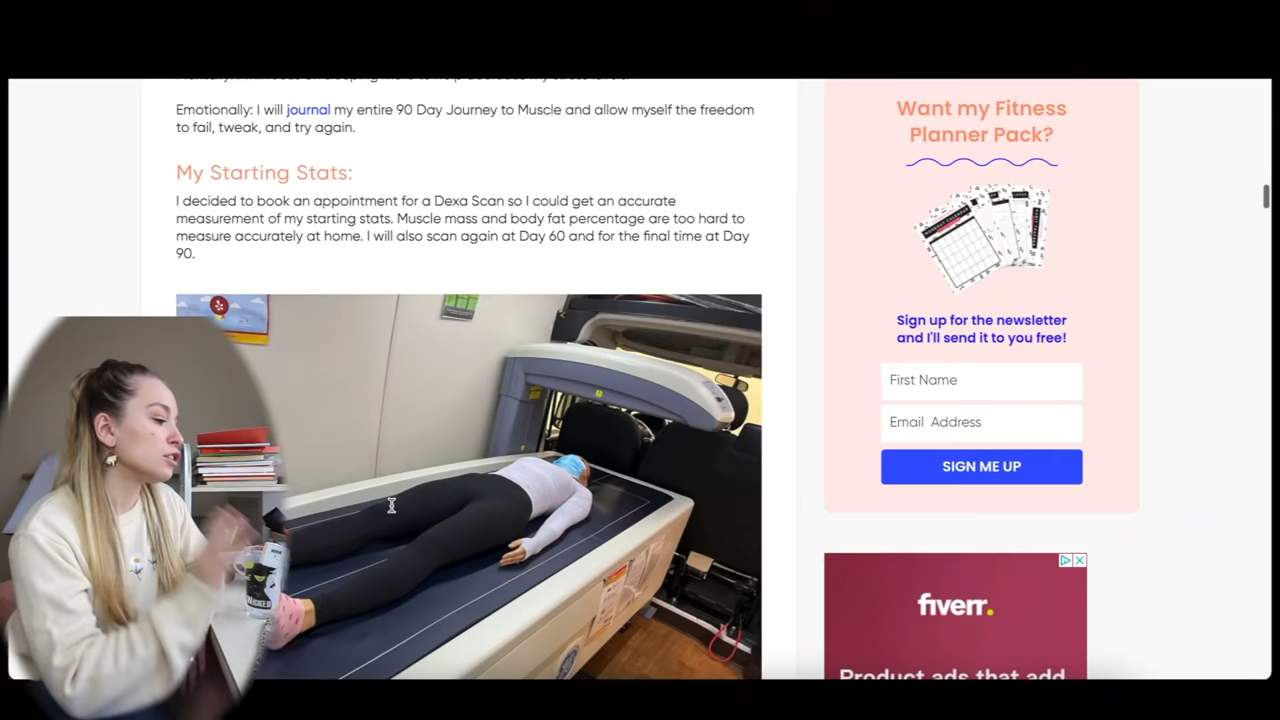 Emotionally: I will journal my entire 90 Day Journey to Muscle and allow myself the freedom
to fail, tweak, and try again.
My Starting Stats:
I decided to book an appointment for a Dexa Scan so I could get an accurate
measurement of my starting stats. Muscle mass and body fat percentage are too hard to
measure accurately at home. I will also scan again at Day 60 and for the final time at Day
90.
WICKED
Want my Fitness
Planner Pack?
Sign up for the newsletter
and I'll send it to you free!
First Name
Email Address
SIGN ME UP
fiverr.
Product ads that add